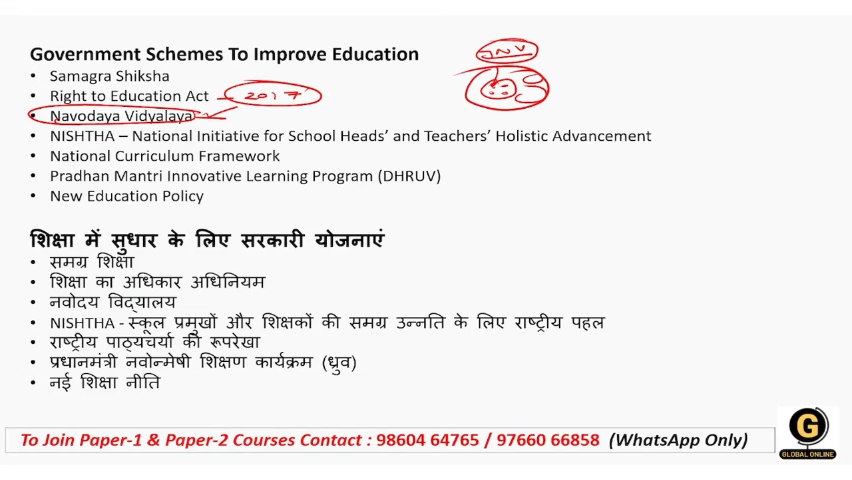 Government Schemes To Improve Education
JNV
• Samagra Shiksha
• Right to Education Act - 2017
• Navodaya Vidyalaya
• NISHTHA – National Initiative for School Heads’ and Teachers’ Holistic Advancement
• National Curriculum Framework
• Pradhan Mantri Innovative Learning Program (DHRUV)
• New Education Policy
शिक्षा में सुधार के लिए सरकारी योजनाएं
• समग्र शिक्षा
• शिक्षा का अधिकार अधिनियम
• नवोदय विद्यालय
• NISHTHA - स्कूल प्रमुखों और शिक्षकों की समग्र उन्नति के लिए राष्ट्रीय पहल
• राष्ट्रीय पाठ्यचर्या की रूपरेखा
• प्रधानमंत्री नवोन्मेषी शिक्षण कार्यक्रम (ध्रुव)
• नई शिक्षा नीति
To Join Paper-1 & Paper-2 Courses Contact : 98604 64765 / 97660 66858 (WhatsApp Only)
G
GLOBAL ONLINE